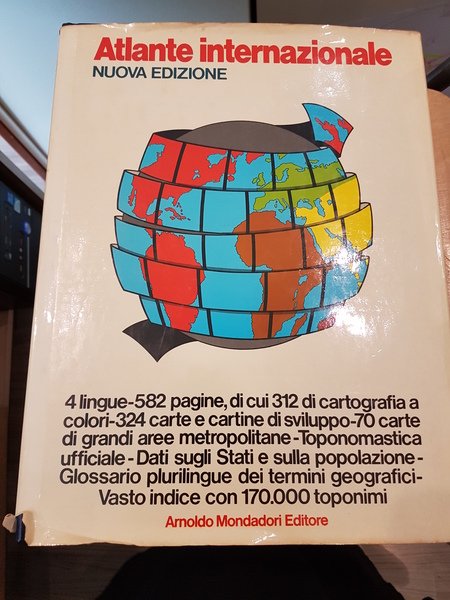 Atlante internazionale
NUOVA EDIZIONE
4 lingue-582 pagine, di cui 312 di cartografia a
colori-324 carte e cartine di sviluppo-70 carte
di grandi aree metropolitane-Toponomastica
ufficiale-Dati sugli Stati e sulla popolazione-
Glossario plurilingue dei termini geografici-
Vasto indice con 170.000 toponimi
Arnoldo Mondadori Editore